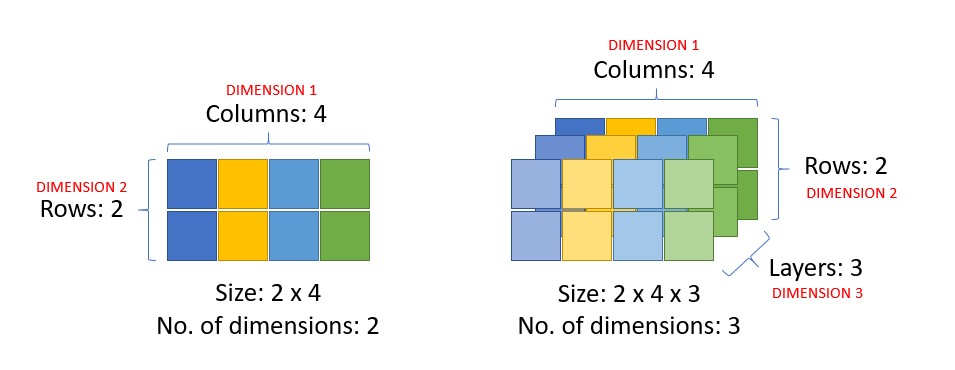 DIMENSION 1
Columns: 4
DIMENSION 2
Rows: 2
Size: 2 x 4
No. of dimensions: 2
DIMENSION 1
Columns: 4
Rows: 2
DIMENSION 2
Layers: 3
DIMENSION 3
Size: 2 x 4 x 3
No. of dimensions: 3